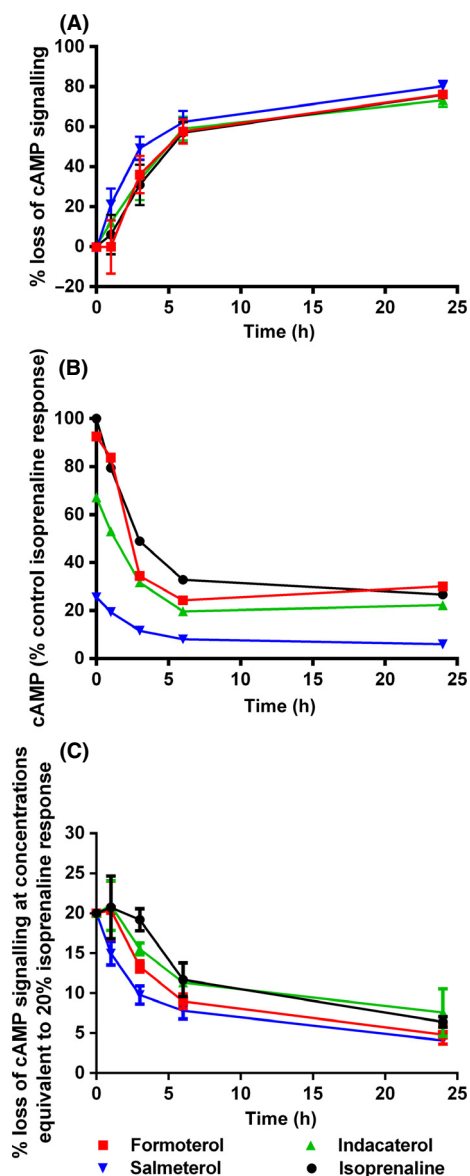 (A)
% loss of cAMP signalling
100
80
60
40
20
0
–20
0 5 10 15 20 25
Time (h)
(B)
cAMP (% control isoprenaline response)
100
80
60
40
20
0
0 5 10 15 20 25
Time (h)
(C)
% loss of cAMP signalling at concentrations
equivalent to 20% isoprenaline response
30
25
20
15
10
5
0
0 5 10 15 20 25
Time (h)
Formoterol Indacaterol
Salmeterol Isoprenaline